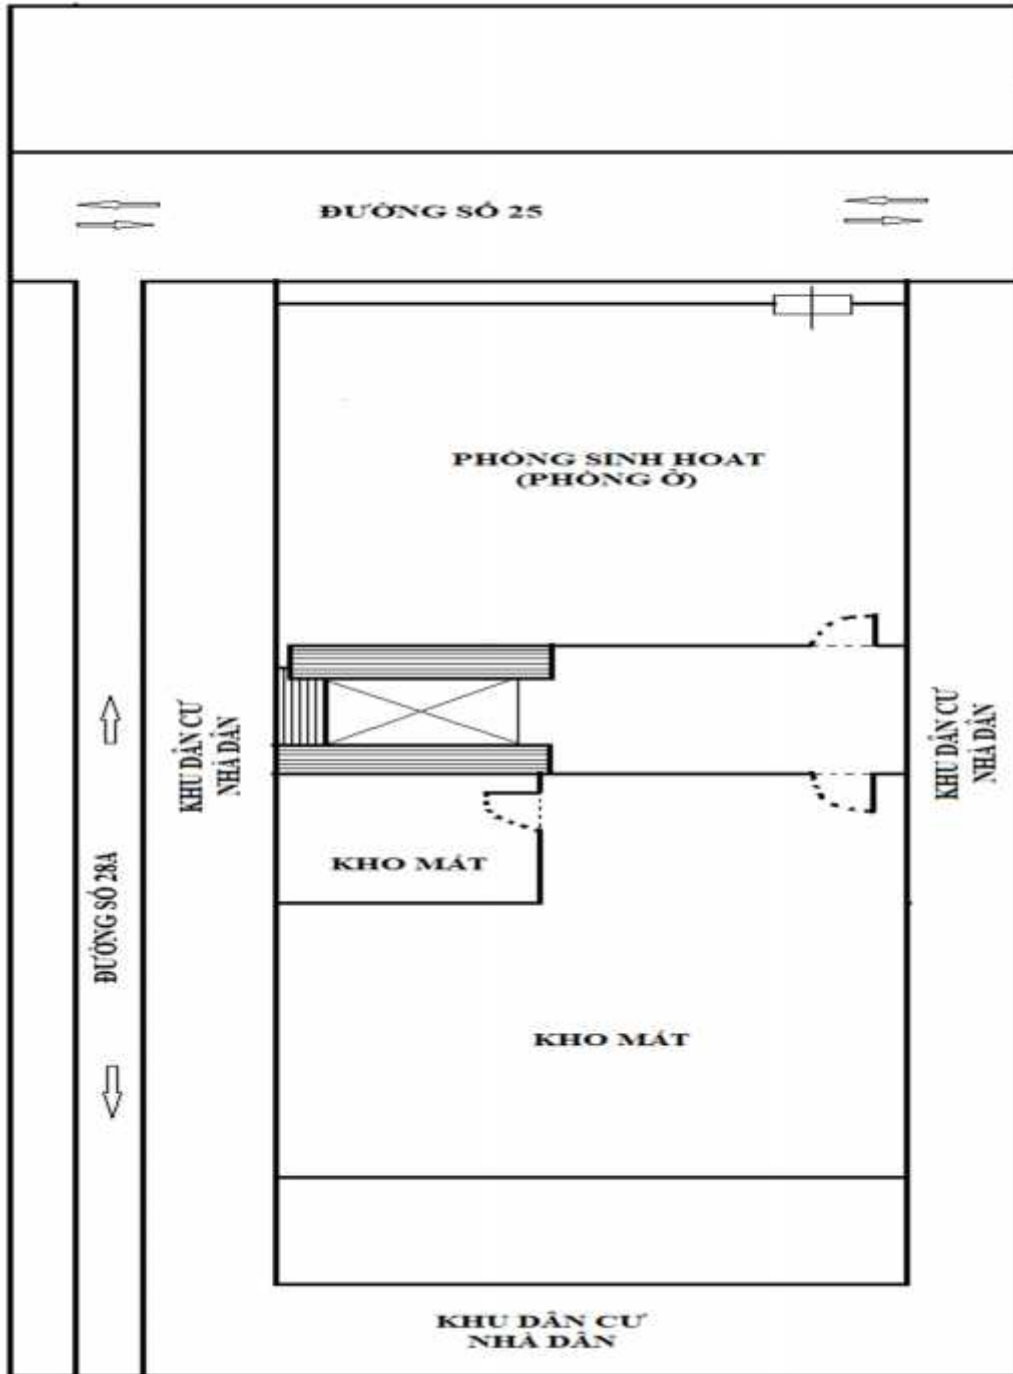 ĐƯỜNG SỐ 25
PHÒNG SINH HOẠT
(PHÒNG Ở)
KHU DÂN CƯ
NHÀ DÂN
KHU DÂN CƯ
NHÀ DÂN
KHO MÁT
ĐƯỜNG SỐ 28A
KHO MÁT
KHU DÂN CƯ
NHÀ DÂN